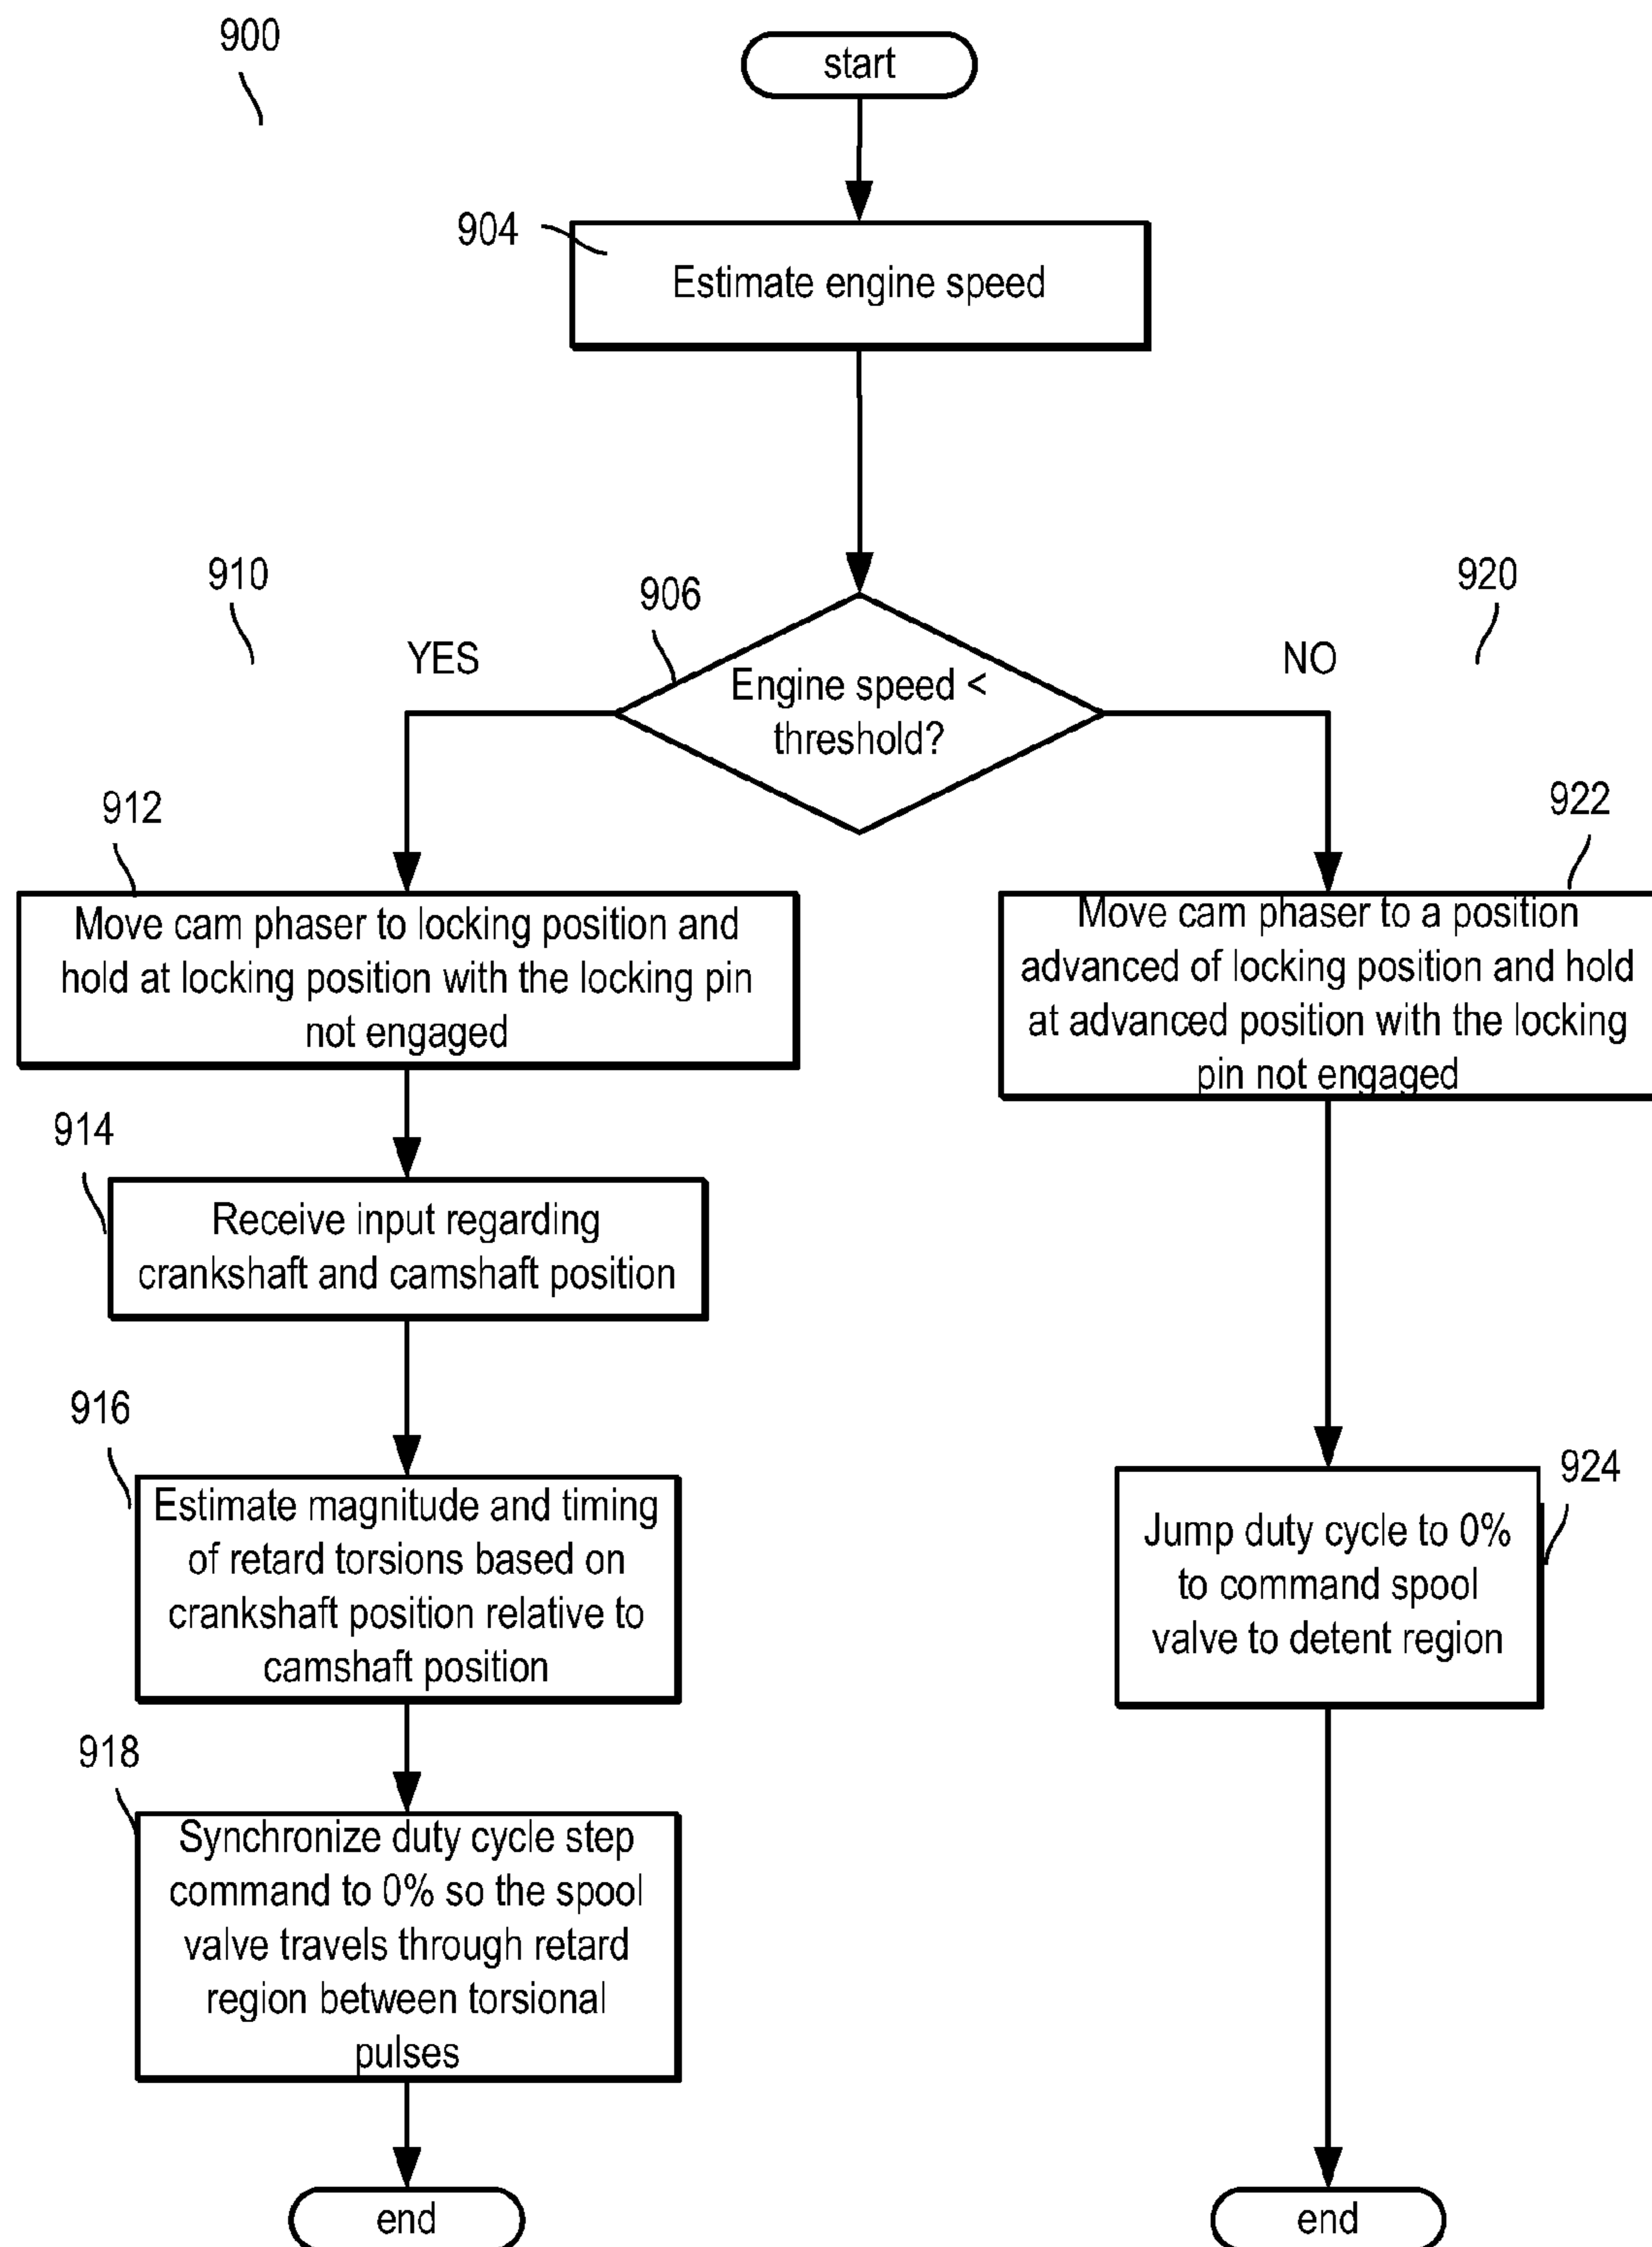 900
start
904
Estimate engine speed
910
920
906
YES
NO
Engine speed <
threshold?
912
922
Move cam phaser to locking position and
hold at locking position with the locking pin
not engaged
Move cam phaser to a position
advanced of locking position and hold
at advanced position with the locking
pin not engaged
914
Receive input regarding
crankshaft and camshaft position
916
Estimate magnitude and timing
of retard torsions based on
crankshaft position relative to
camshaft position
924
Jump duty cycle to 0%
to command spool
valve to detent region
918
Synchronize duty cycle step
command to 0% so the spool
valve travels through retard
region between torsional
pulses
end
end